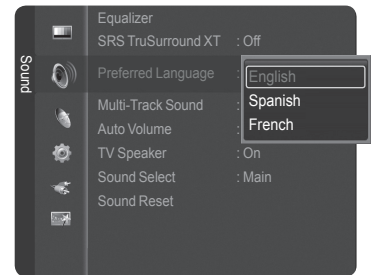 Sound
Equalizer
SRS TruSurround XT : Off
Preferred Language :
English
Spanish
French
Multi-Track Sound :
Auto Volume :
TV Speaker : On
Sound Select : Main
Sound Reset